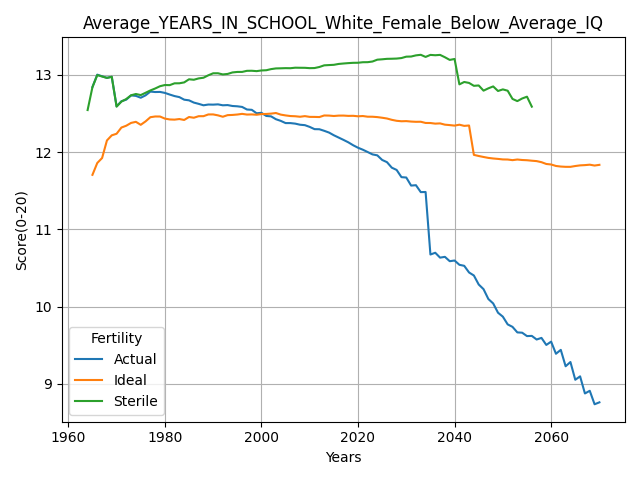 Average_YEARS_IN_SCHOOL_White_Female_Below_Average_IQ
Score(0-20)
13
12
11
10
9
Fertility
Actual
Ideal
Sterile
1960
1980
2000
2020
2040
2060
Years